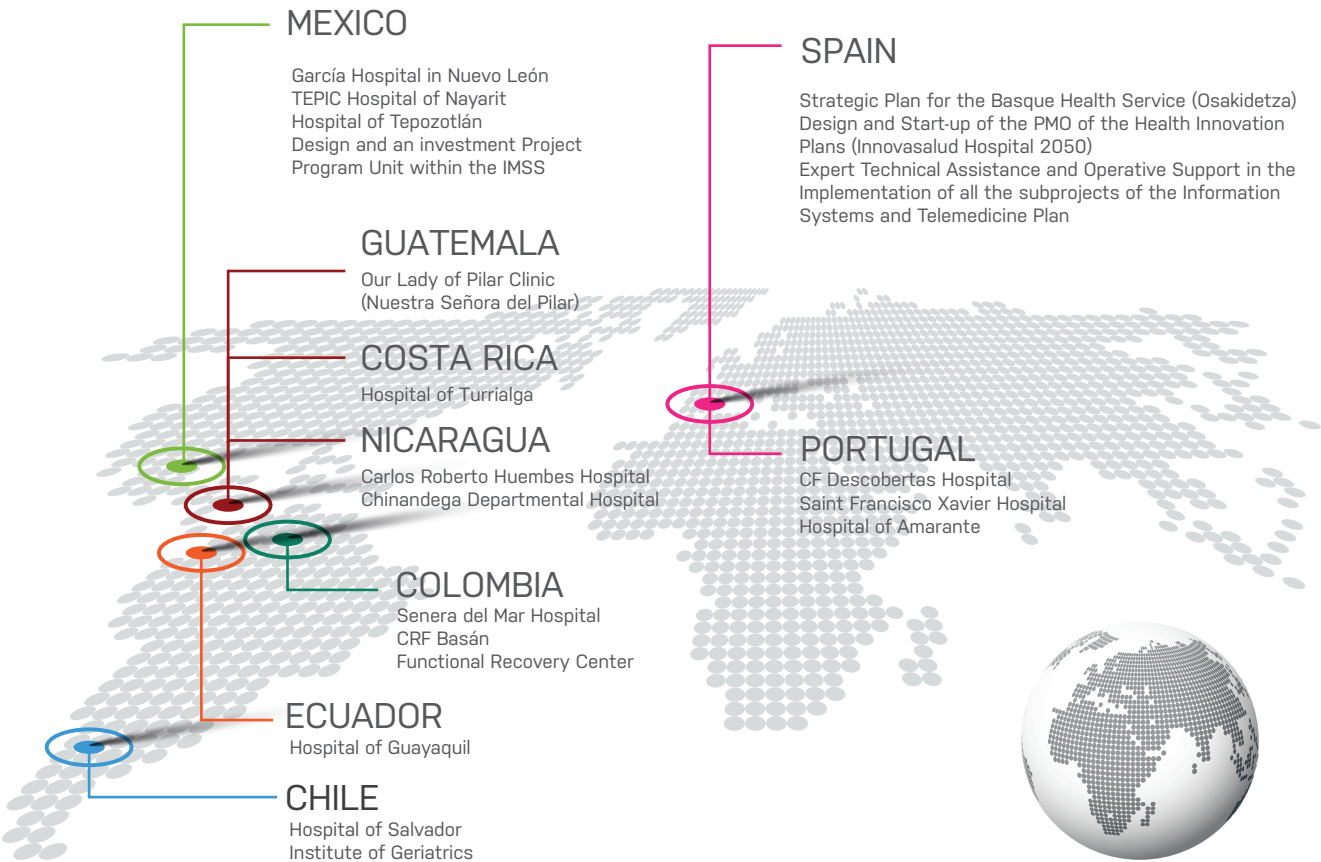 MEXICO
García Hospital in Nuevo León
TEPIC Hospital of Nayarit
Hospital of Tepozotlán
Design and an investment Project
Program Unit within the IMSS
SPAIN
Strategic Plan for the Basque Health Service (Osakidetza)
Design and Start-up of the PMO of the Health Innovation
Plans (Innovasalud Hospital 2050)
Expert Technical Assistance and Operative Support in the
Implementation of all the subprojects of the Information
Systems and Telemedicine Plan
GUATEMALA
Our Lady of Pilar Clinic
(Nuestra Señora del Pilar)
COSTA RICA
Hospital of Turrialga
NICARAGUA
Carlos Roberto Huembes Hospital
Chinandega Departmental Hospital
PORTUGAL
CF Descobertas Hospital
Saint Francisco Xavier Hospital
Hospital of Amarante
COLOMBIA
Senera del Mar Hospital
CRF Basán
Functional Recovery Center
ECUADOR
Hospital of Guayaquil
CHILE
Hospital of Salvador
Institute of Geriatrics